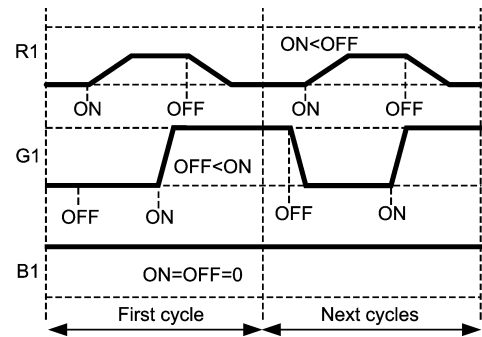 R1
ON<OFF
ON
OFF
ON
OFF
G1
OFF<ON
OFF
ON
OFF
ON
B1
ON=OFF=0
First cycle
Next cycles